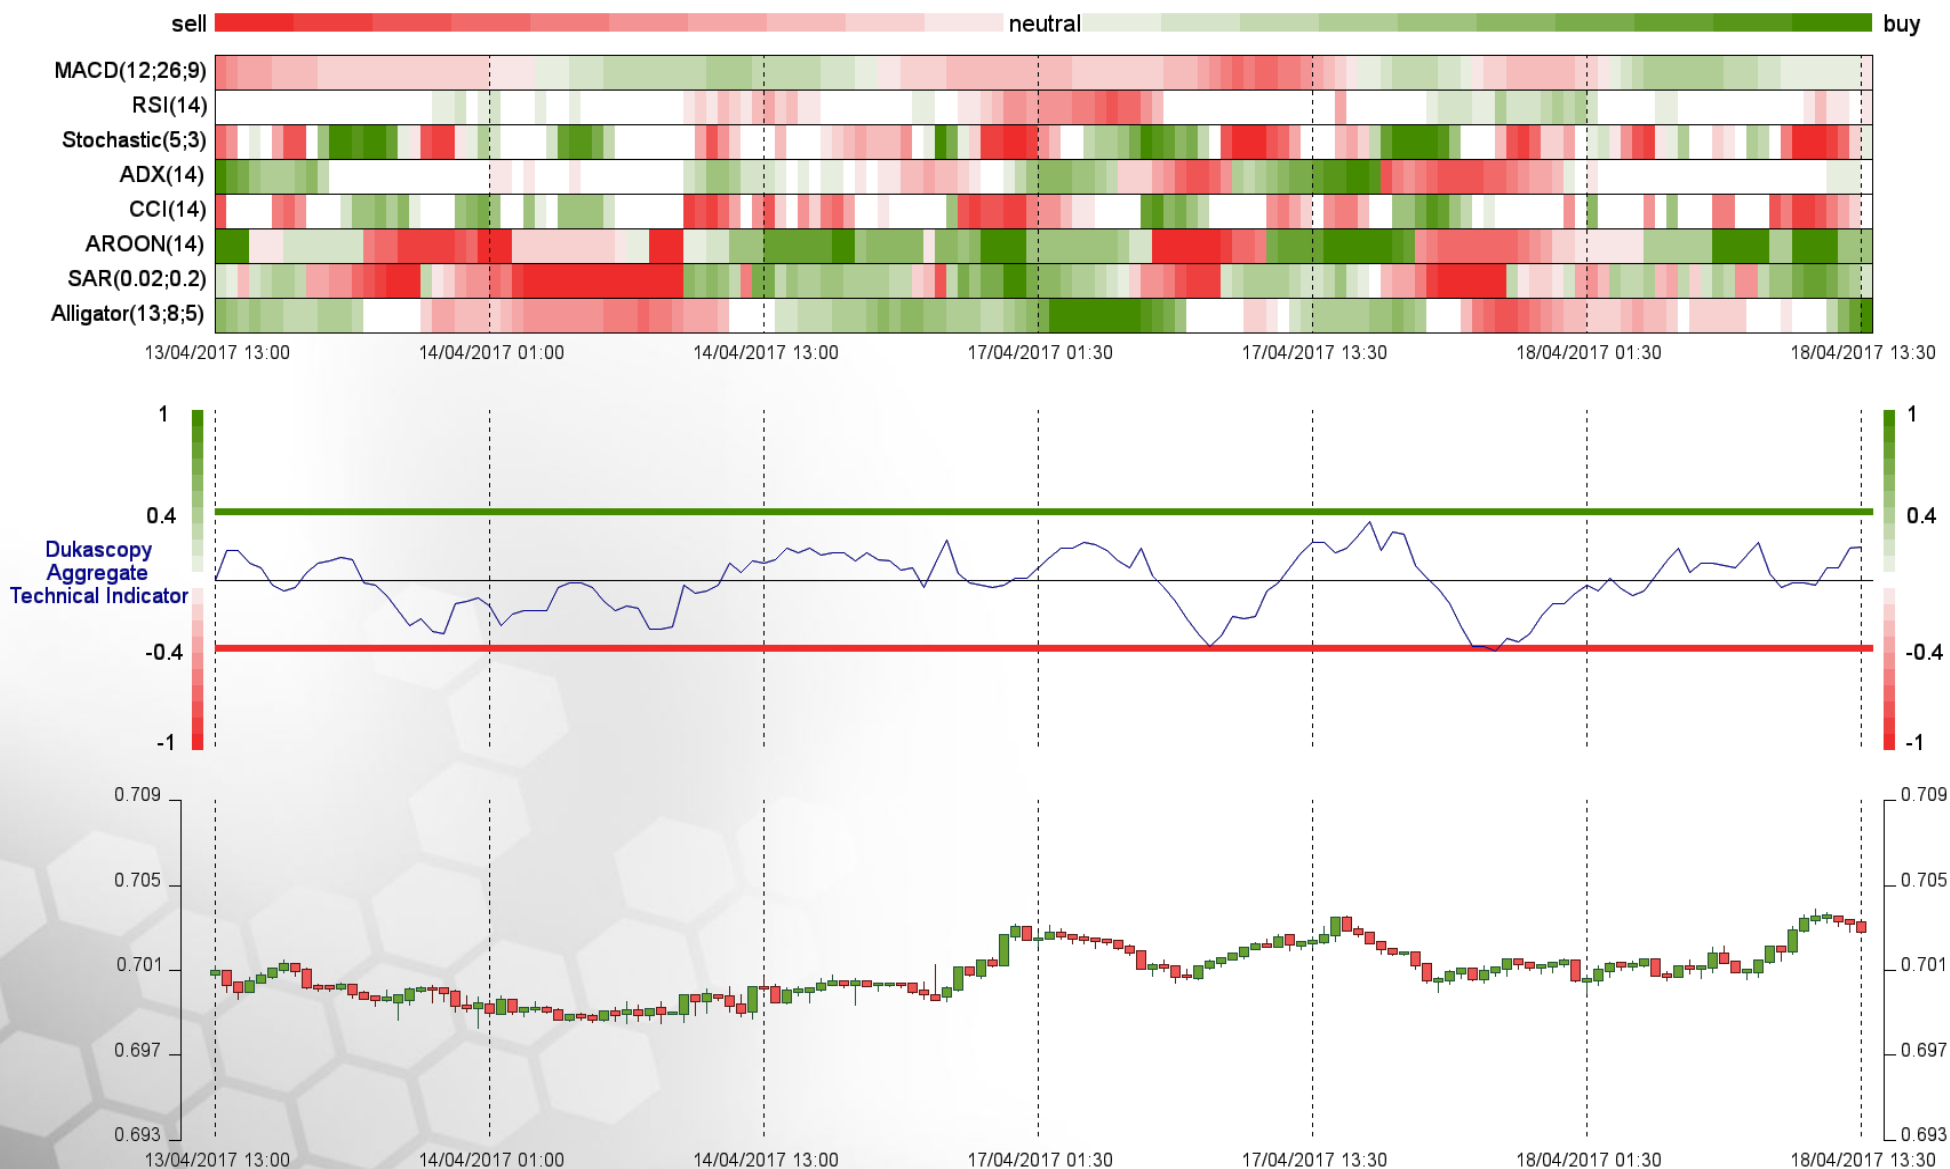 sell neutral buy
MACD(12;26;9)
RSI(14)
Stochastic(5;3)
ADX(14)
CCI(14)
AROON(14)
SAR(0.02;0.2)
Alligator(13;8;5)
13/04/2017 13:00 14/04/2017 01:00 14/04/2017 13:00 17/04/2017 01:30 17/04/2017 13:30 18/04/2017 01:30 18/04/2017 13:30
1 1
0.4 0.4
Dukascopy
Aggregate
Technical Indicator
-0.4 -0.4
-1 -1
0.709 0.709
0.705 0.705
0.701 0.701
0.697 0.697
0.693 0.693
13/04/2017 13:00 14/04/2017 01:00 14/04/2017 13:00 17/04/2017 01:30 17/04/2017 13:30 18/04/2017 01:30 18/04/2017 13:30